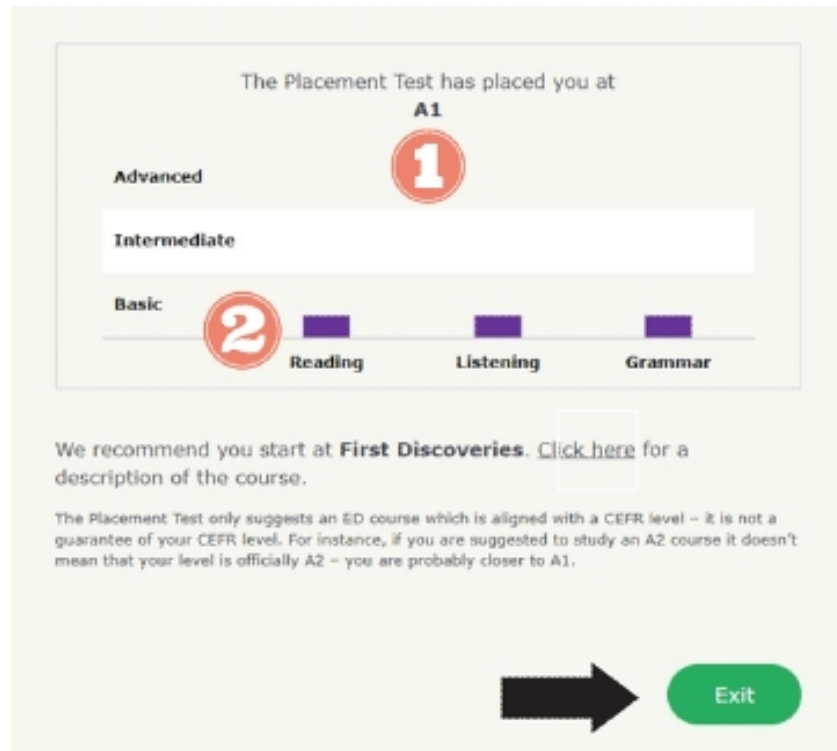 The Placement Test has placed you at
A1
1
Advanced
Intermediate
Basic
2
Reading Listening Grammar
We recommend you start at First Discoveries. Click here for a
description of the course.
The Placement Test only suggests an ED course which is aligned with a CEFR level – it is not a
guarantee of your CEFR level. For instance, if you are suggested to study an A2 course it doesn't
mean that your level is officially A2 – you are probably closer to A1.
Exit